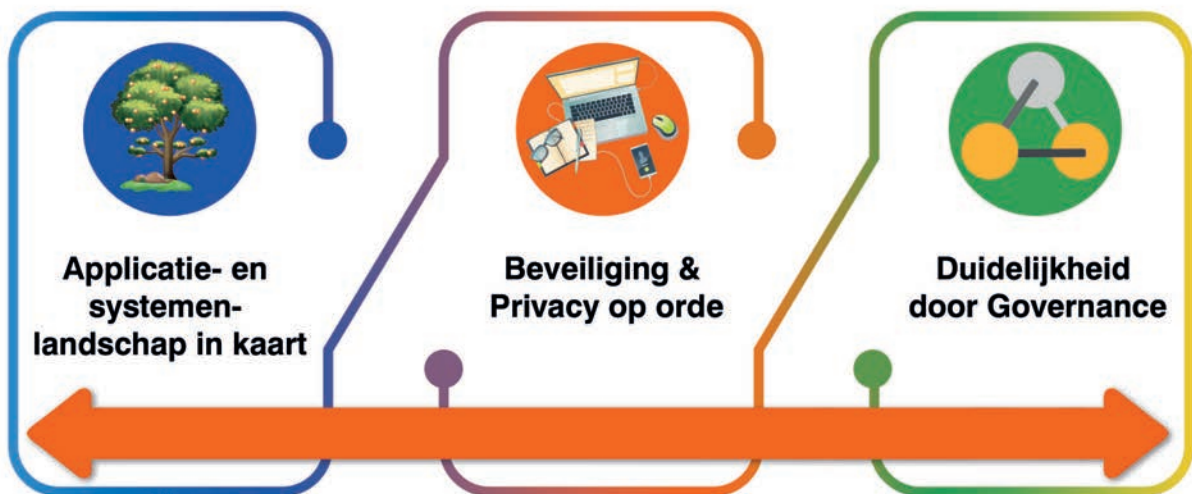 Applicatie- en
systemen-
landschap in kaart
Beveiliging &
Privacy op orde
Duidelijkheid
door Governance